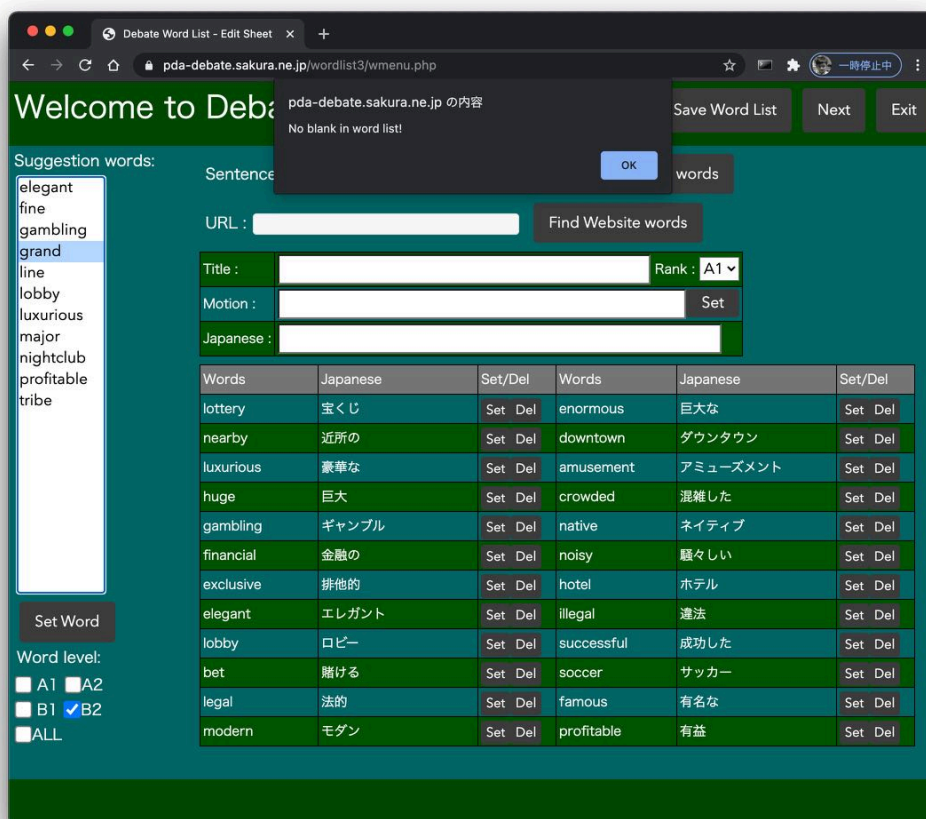 Debate Word List - Edit Sheet
pda-debate.sakura.ne.jp/wordlist3/wmenu.php
一時停止中
Welcome to Deba
pda-debate.sakura.ne.jp の内容
No blank in word list!
OK
Save Word List Next Exit
Suggestion words:
elegant
fine
gambling
grand
line
lobby
luxurious
major
nightclub
profitable
tribe
Set Word
Word level:
A1 A2
B1 B2
ALL
Sentence words
URL : Find Website words
Title : Rank : A1
Motion : Set
Japanese :
Words Japanese Set/Del Words Japanese Set/Del
lottery 宝くじ Set Del enormous 巨大な Set Del
nearby 近所の Set Del downtown ダウンタウン Set Del
luxurious 豪華な Set Del amusement アミューズメント Set Del
huge 巨大 Set Del crowded 混雑した Set Del
gambling ギャンブル Set Del native ネイティブ Set Del
financial 金融の Set Del noisy 騒々しい Set Del
exclusive 排他的 Set Del hotel ホテル Set Del
elegant エレガント Set Del illegal 違法 Set Del
lobby ロビー Set Del successful 成功した Set Del
bet 賭ける Set Del soccer サッカー Set Del
legal 法的 Set Del famous 有名な Set Del
modern モダン Set Del profitable 有益 Set Del